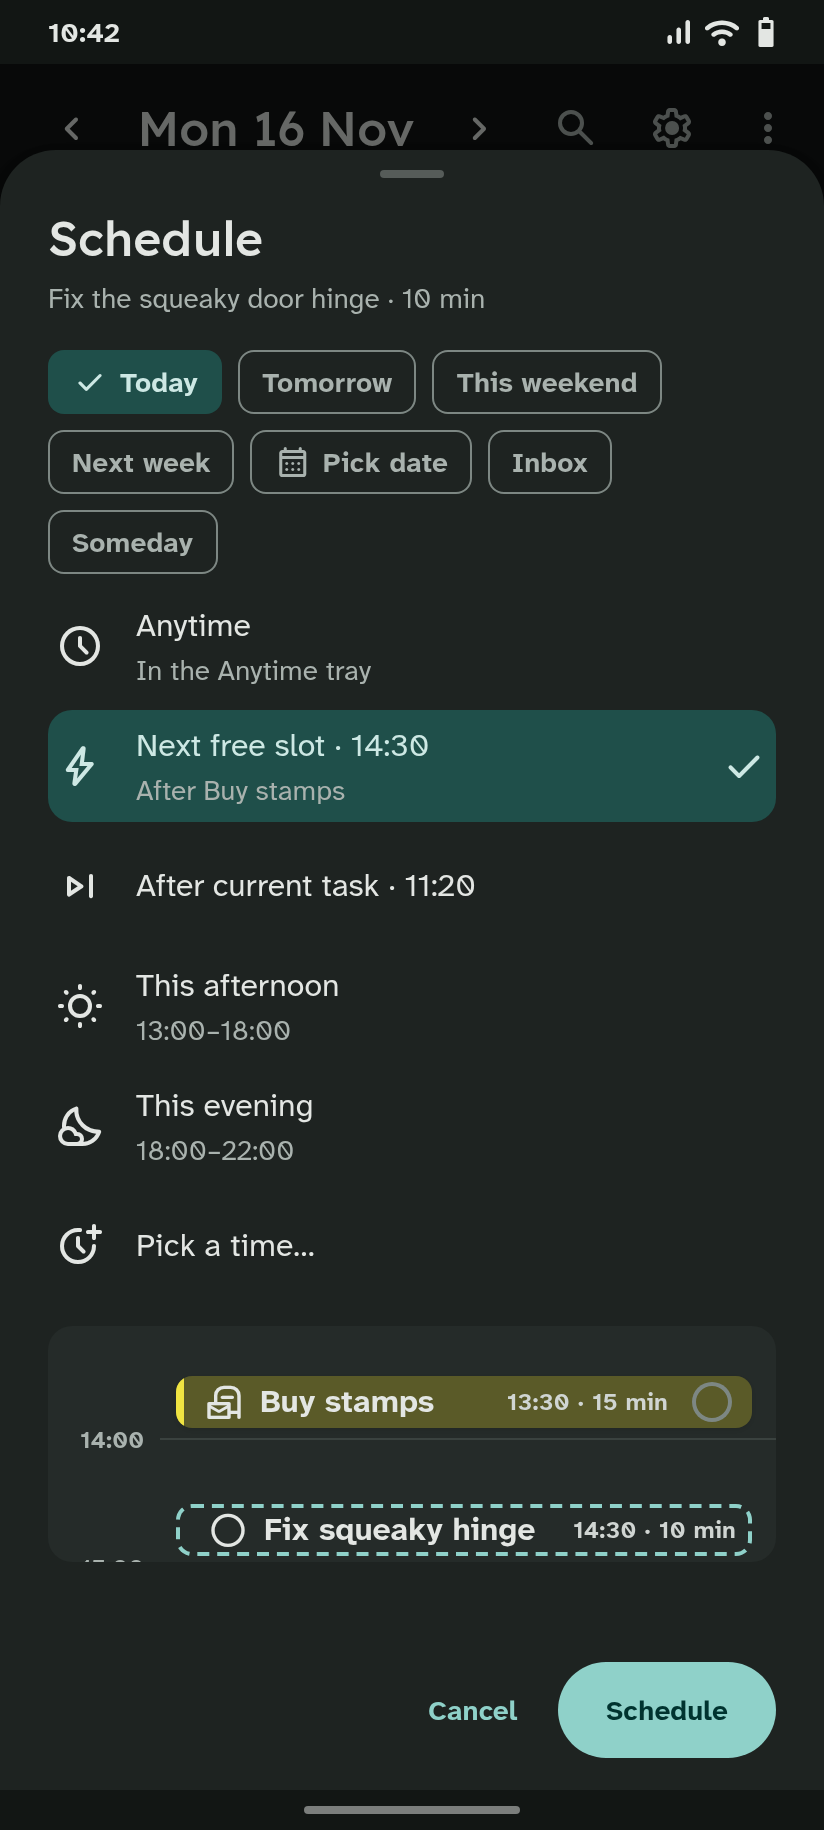 10:42
Mon 16 Nov
Schedule
Fix the squeaky door hinge · 10 min
Today
Tomorrow
This weekend
Next week
Pick date
Inbox
Someday
Anytime
In the Anytime tray
Next free slot · 14:30
After Buy stamps
After current task · 11:20
This afternoon
13:00–18:00
This evening
18:00–22:00
Pick a time...
Buy stamps 13:30 · 15 min
14:00
Fix squeaky hinge 14:30 · 10 min
Cancel
Schedule